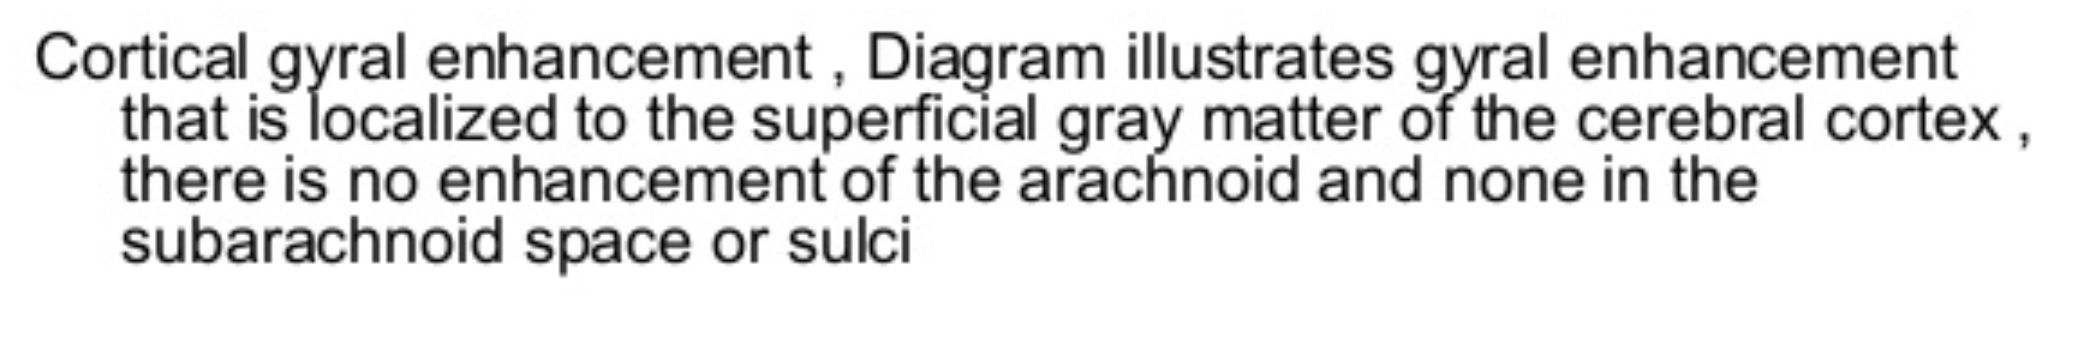 Cortical gyral enhancement , Diagram illustrates gyral enhancement
that is localized to the superficial gray matter of the cerebral cortex ,
there is no enhancement of the arachnoid and none in the
subarachnoid space or sulci